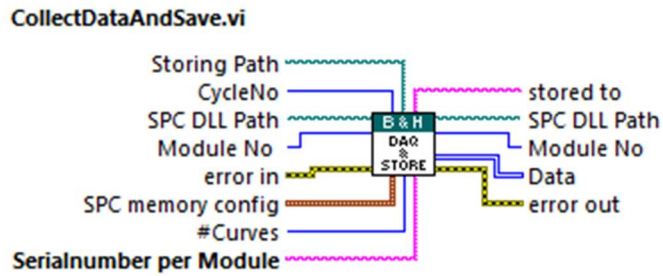 CollectDataAndSave.vi
Storing Path
CycleNo
SPC DLL Path
Module No
error in
SPC memory config
#Curves
Serialnumber per Module
B & H
DAQ
&
STORE
stored to
SPC DLL Path
Module No
Data
error out